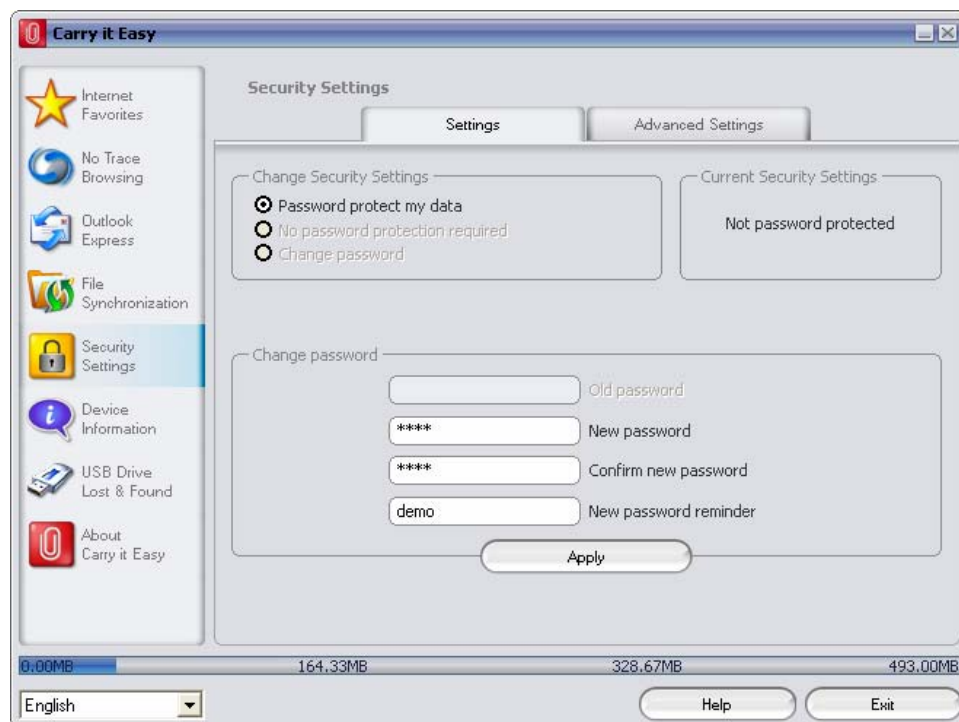 Carry it Easy
Internet
Favorites
No Trace
Browsing
Outlook
Express
File
Synchronization
Security
Settings
Device
Information
USB Drive
Lost & Found
About
Carry it Easy
Security Settings
Settings
Advanced Settings
Change Security Settings
Password protect my data
No password protection required
Change password
Current Security Settings
Not password protected
Change password
Old password
**** New password
**** Confirm new password
demo New password reminder
Apply
0.00MB 164.33MB 328.67MB 493.00MB
English
Help
Exit